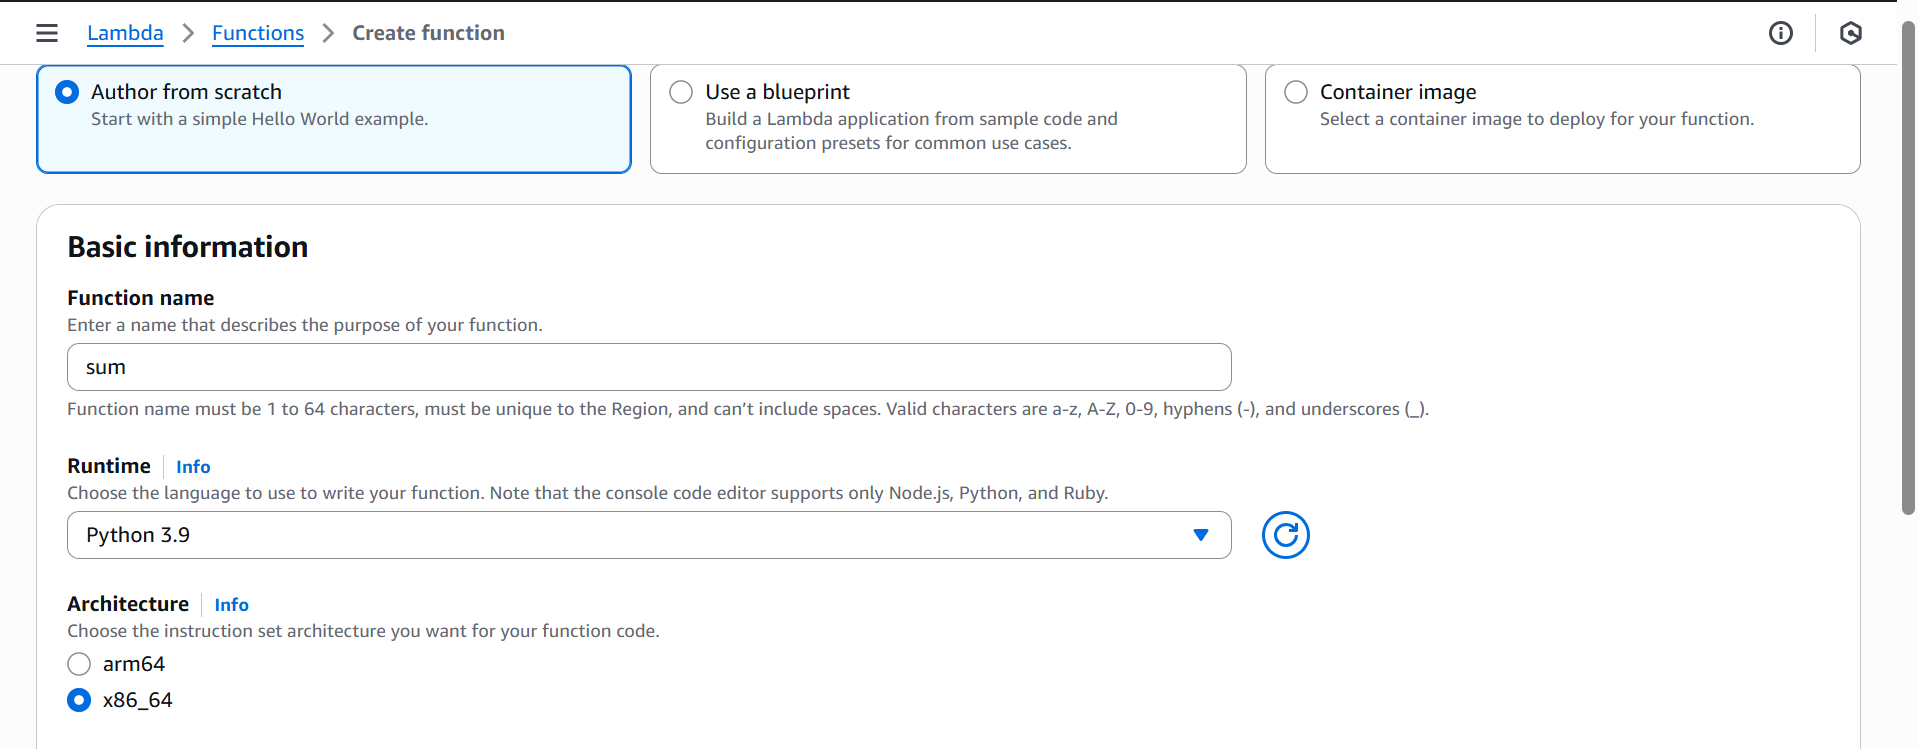 Lambda > Functions > Create function
Author from scratch
Start with a simple Hello World example.
Use a blueprint
Build a Lambda application from sample code and
configuration presets for common use cases.
Container image
Select a container image to deploy for your function.
Basic information
Function name
Enter a name that describes the purpose of your function.
sum
Function name must be 1 to 64 characters, must be unique to the Region, and can’t include spaces. Valid characters are a-z, A-Z, 0-9, hyphens (-), and underscores (_).
Runtime Info
Choose the language to use to write your function. Note that the console code editor supports only Node.js, Python, and Ruby.
Python 3.9
Architecture Info
Choose the instruction set architecture you want for your function code.
arm64
x86_64